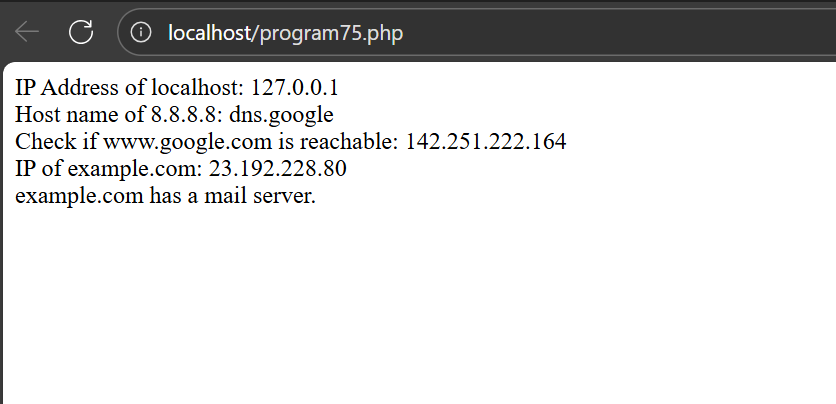 localhost/program75.php
IP Address of localhost: 127.0.0.1
Host name of 8.8.8.8: dns.google
Check if www.google.com is reachable: 142.251.222.164
IP of example.com: 23.192.228.80
example.com has a mail server.